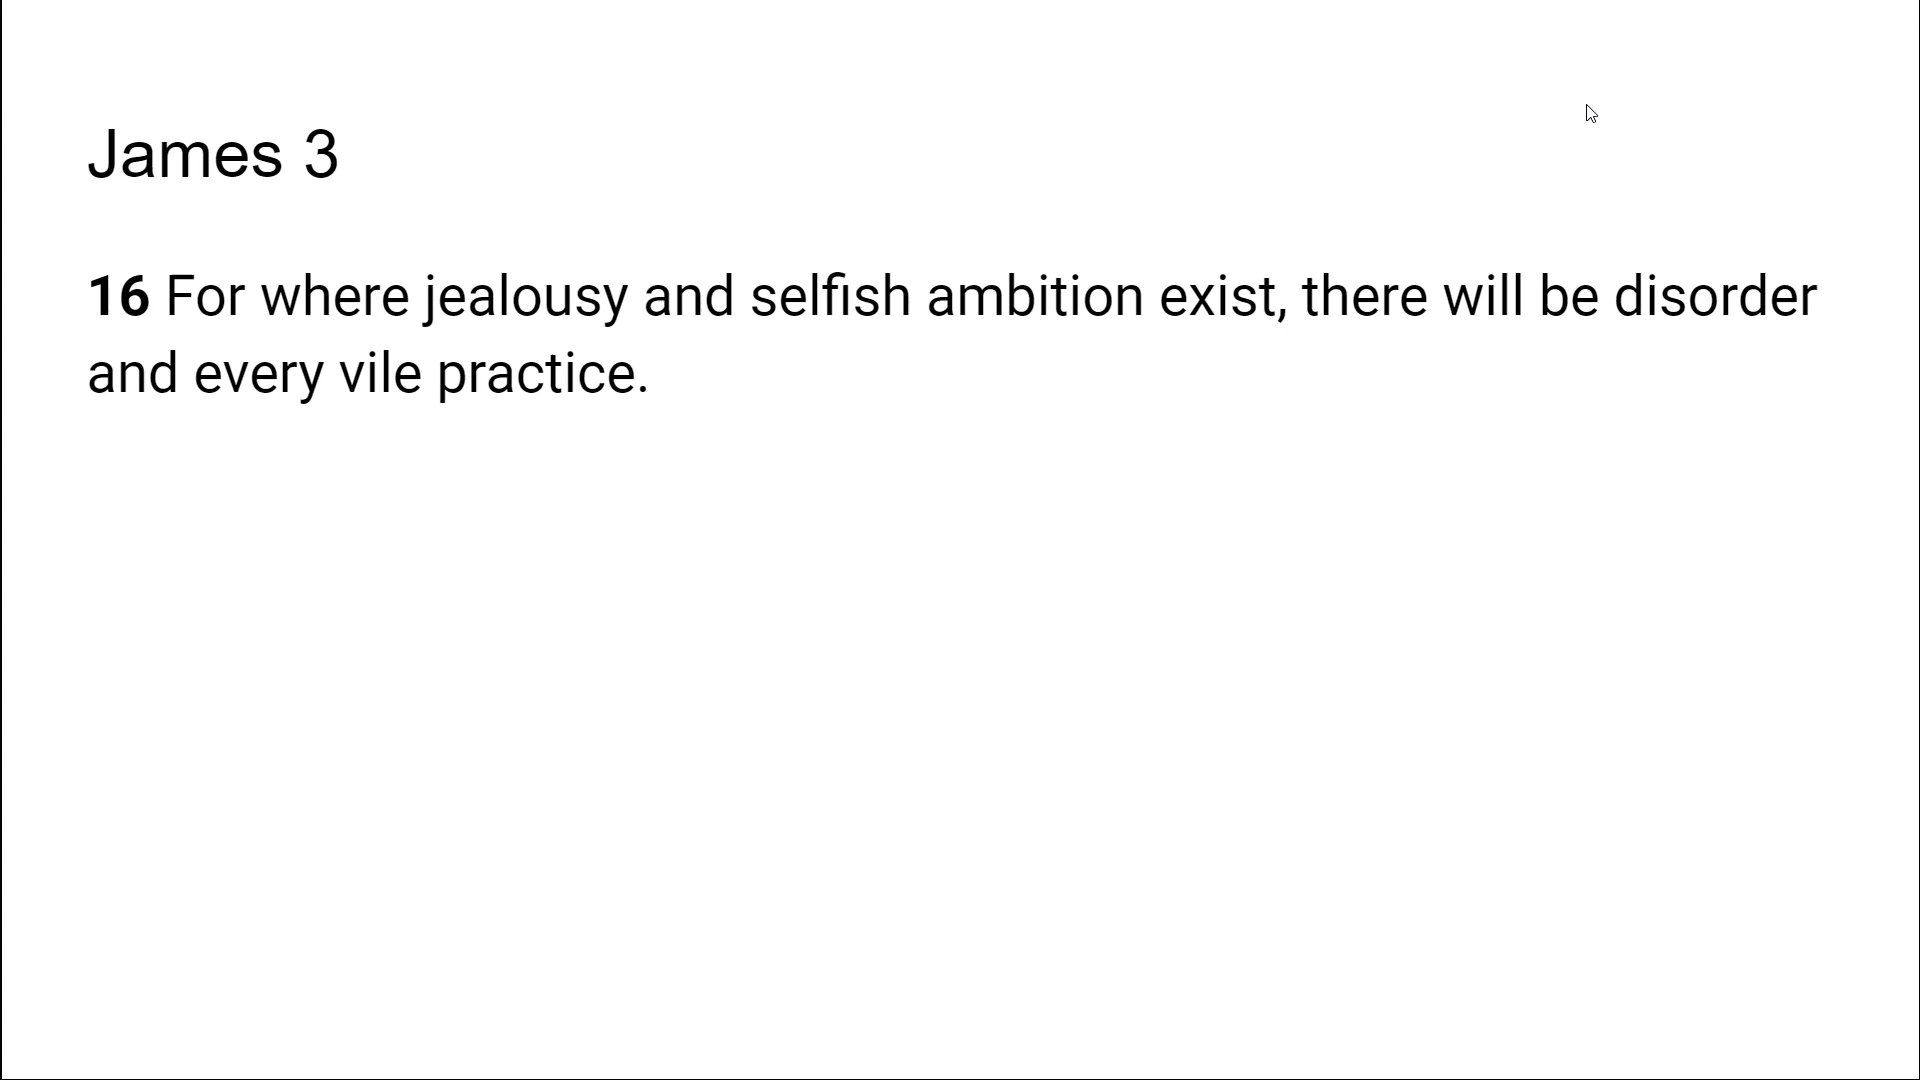 James 3
16 For where jealousy and selfish ambition exist, there will be disorder
and every vile practice.